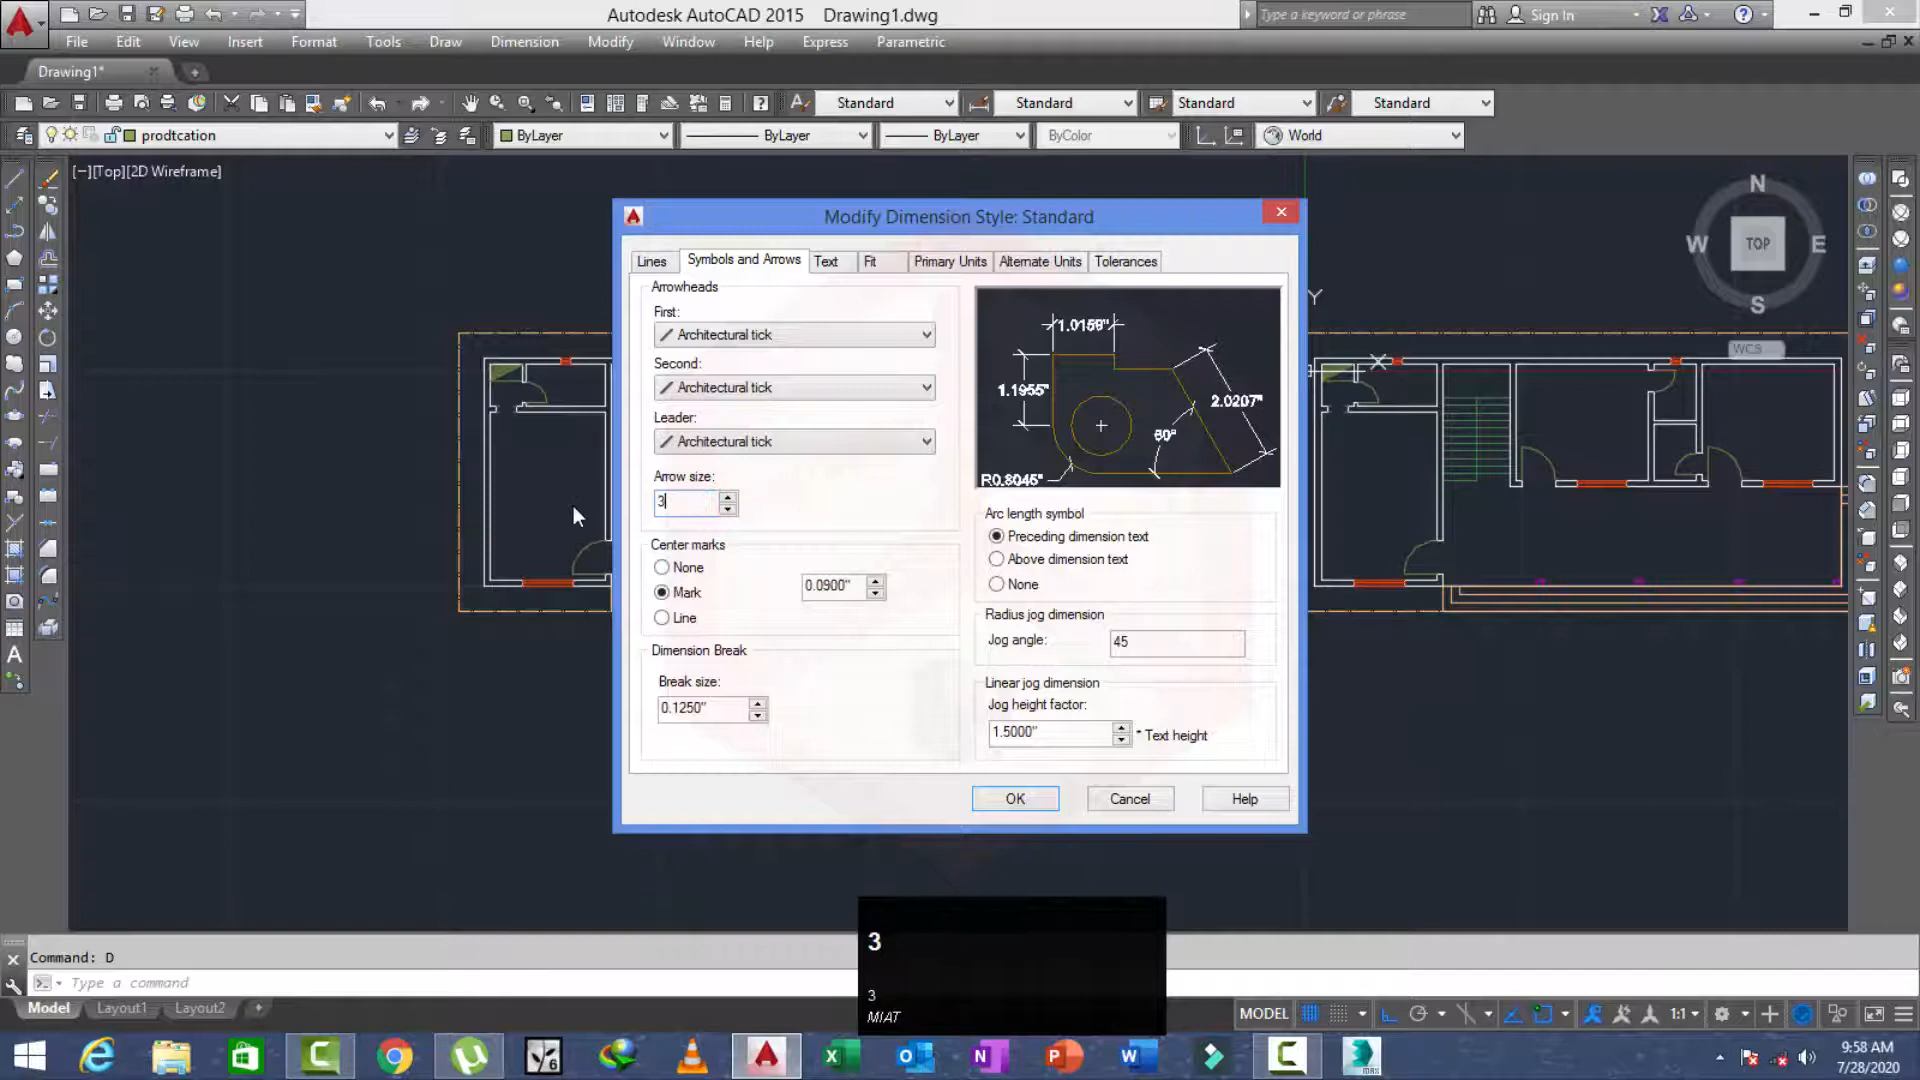 Autodesk AutoCAD 2015 Drawing1.dwg
Type a keyword or phrase
Sign In
File Edit View Insert Format Tools Draw Dimension Modify Window Help Express Parametric
Drawing1*
Standard Standard Standard Standard
prodtcation ByLayer ByLayer ByLayer ByColor World
[−][Top][2D Wireframe]
N
W TOP E
S
WCS
Y
Modify Dimension Style: Standard
Lines Symbols and Arrows Text Fit Primary Units Alternate Units Tolerances
Arrowheads
First:
Architectural tick
Second:
Architectural tick
Leader:
Architectural tick
Arrow size:
3
Center marks
None
Mark 0.0900"
Line
Dimension Break
Break size:
0.1250"
1.0159"
1.1955"
2.0207"
60°
R0.8045"
Arc length symbol
Preceding dimension text
Above dimension text
None
Radius jog dimension
Jog angle: 45
Linear jog dimension
Jog height factor:
1.5000" * Text height
OK Cancel Help
3
3
MIAT
Command: D
Type a command
Model Layout1 Layout2
MODEL 1:1
9:58 AM
7/28/2020